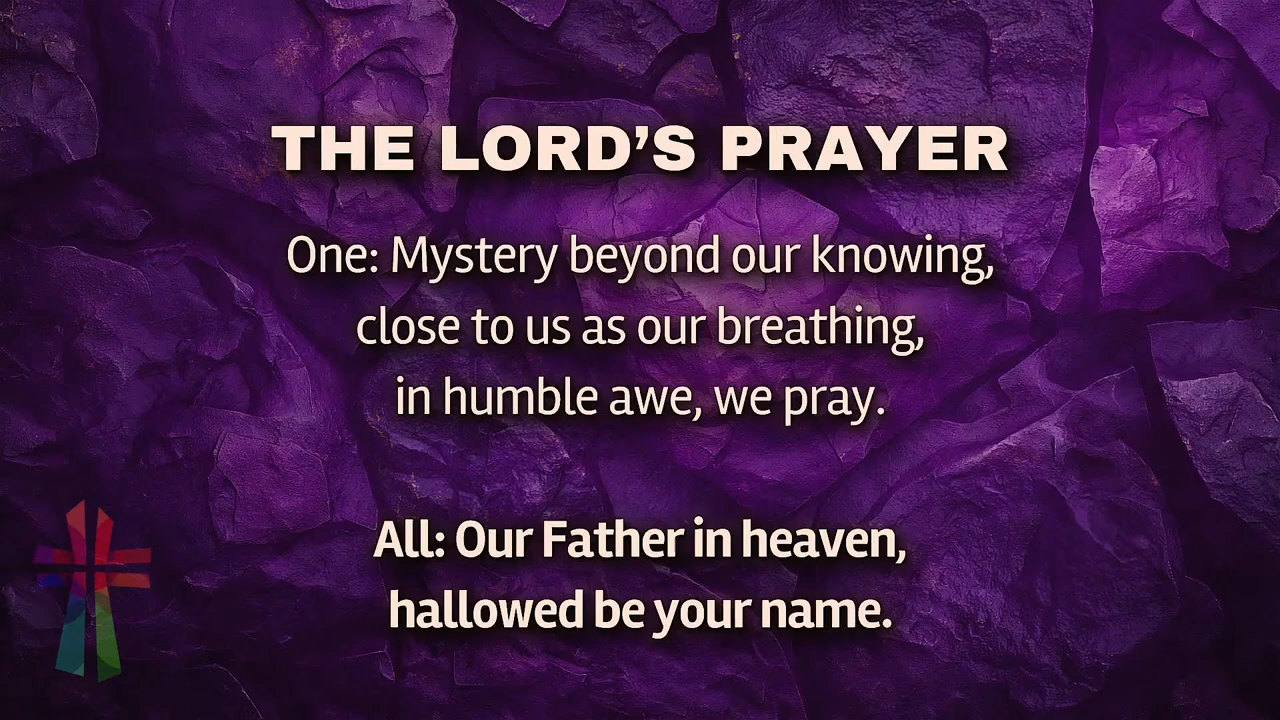 THE LORD’S PRAYER
One: Mystery beyond our knowing,
close to us as our breathing,
in humble awe, we pray.
All: Our Father in heaven,
hallowed be your name.